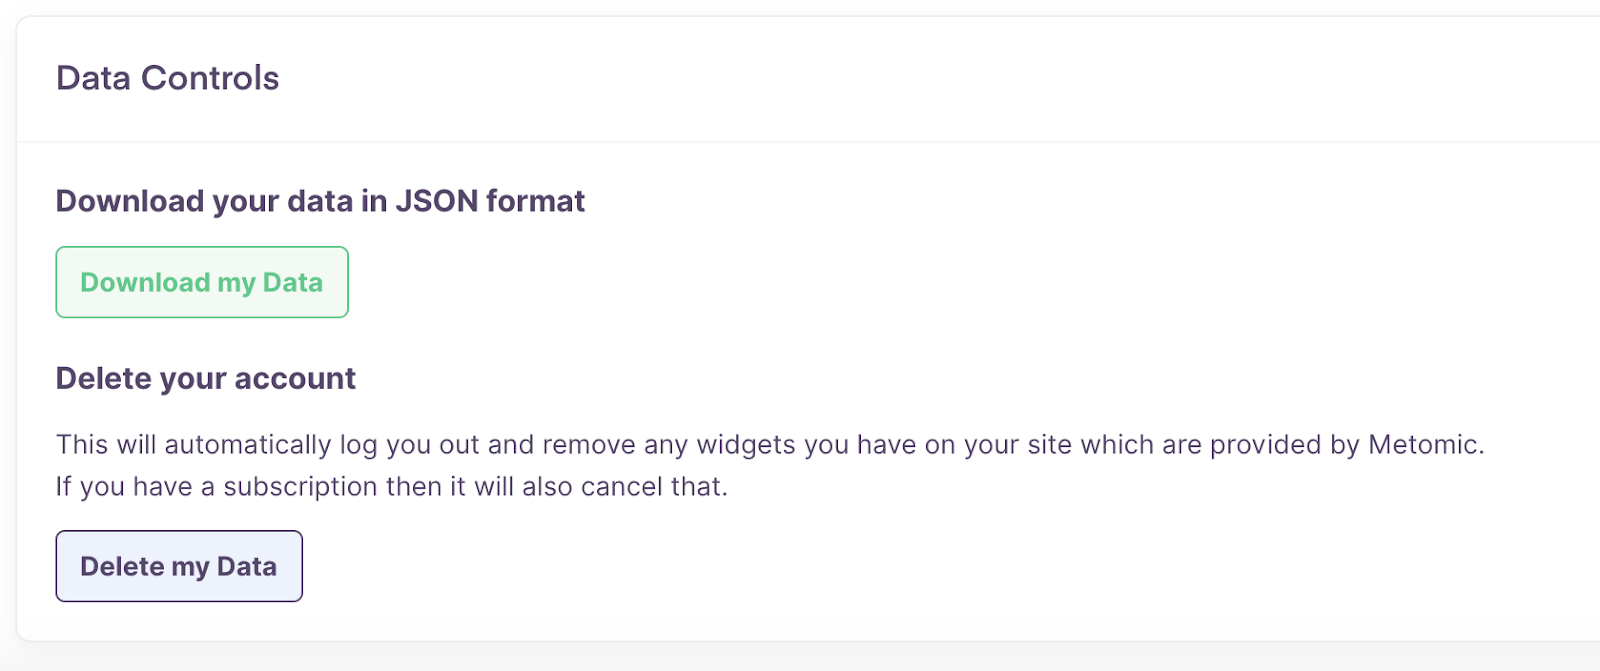 Data Controls
Download your data in JSON format
Download my Data
Delete your account
This will automatically log you out and remove any widgets you have on your site which are provided by Metomic.
If you have a subscription then it will also cancel that.
Delete my Data